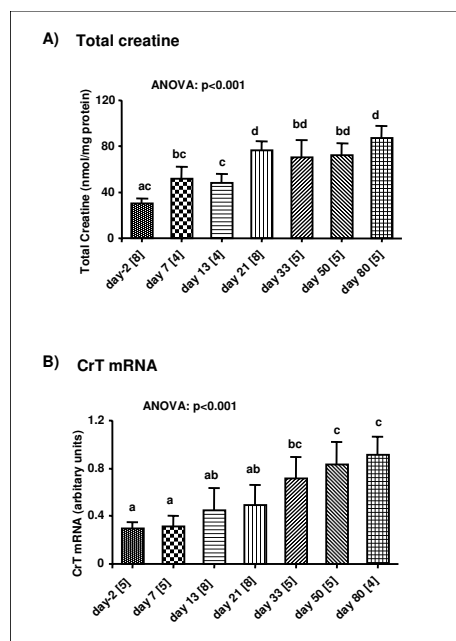 A) Total creatine
ANOVA: p<0.001
Total Creatine (nmol/mg protein)
120
80
40
0
ac
bc
c
d
bd
bd
d
day-2 [8]
day 7 [4]
day 13 [4]
day 21 [8]
day 33 [5]
day 50 [5]
day 80 [5]
B) CrT mRNA
ANOVA: p<0.001
CrT mRNA (arbitary units)
1.2
0.8
0.4
0
a
a
ab
ab
bc
c
c
day-2 [5]
day 7 [5]
day 13 [8]
day 21 [8]
day 33 [5]
day 50 [5]
day 80 [4]